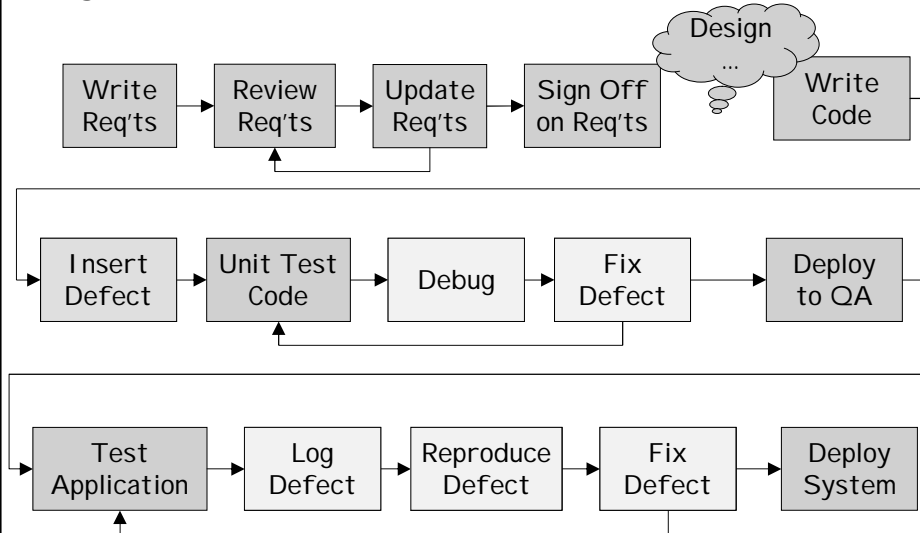 Design
...
Write
Req'ts
Review
Req'ts
Update
Req'ts
Sign Off
on Req'ts
Write
Code
Insert
Defect
Unit Test
Code
Debug
Fix
Defect
Deploy
to QA
Test
Application
Log
Defect
Reproduce
Defect
Fix
Defect
Deploy
System